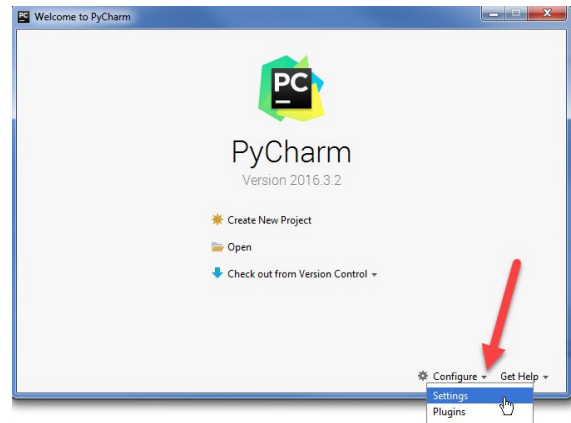 Welcome to PyCharm
PC
PyCharm
Version 2016.3.2
Create New Project
Open
Check out from Version Control
Configure Get Help
Settings
Plugins